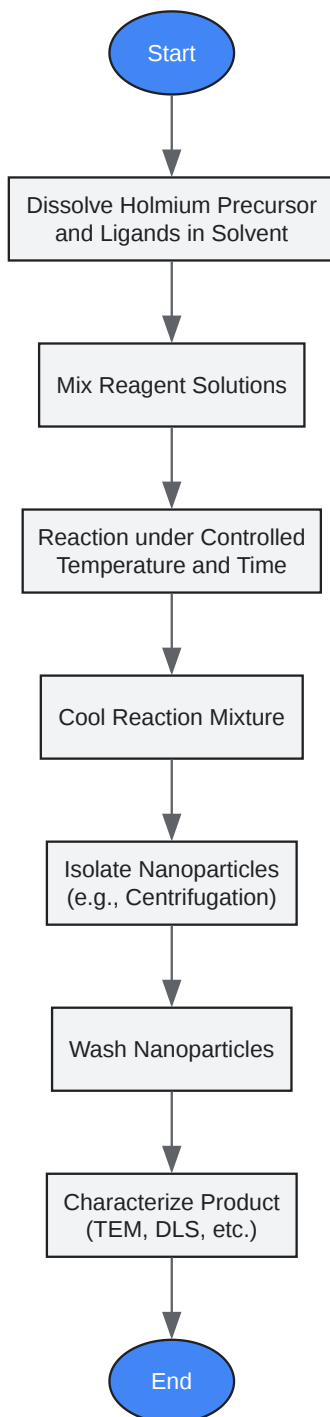 Start
Dissolve Holmium Precursor
and Ligands in Solvent
Mix Reagent Solutions
Reaction under Controlled
Temperature and Time
Cool Reaction Mixture
Isolate Nanoparticles
(e.g., Centrifugation)
Wash Nanoparticles
Characterize Product
(TEM, DLS, etc.)
End